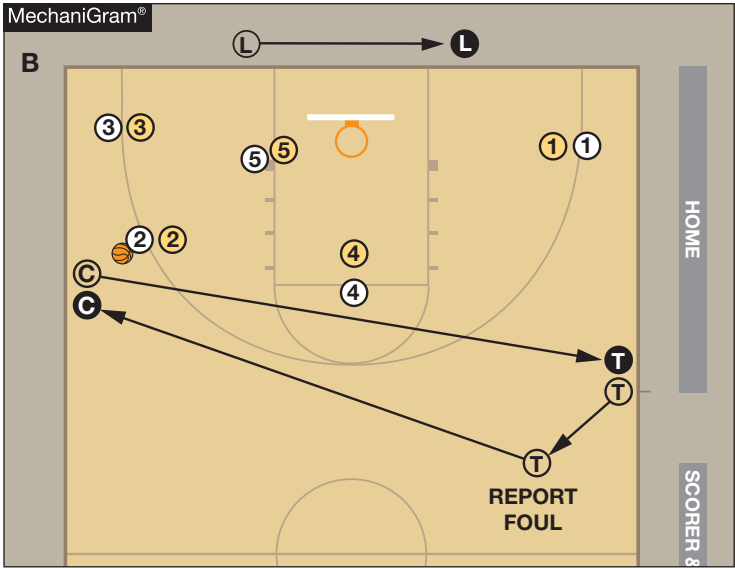 MechaniGram®
B
L L
3 3
5 5
1 1
2 2
4
C
4
C
T
T
T
REPORT
FOUL
HOME
SCORER &